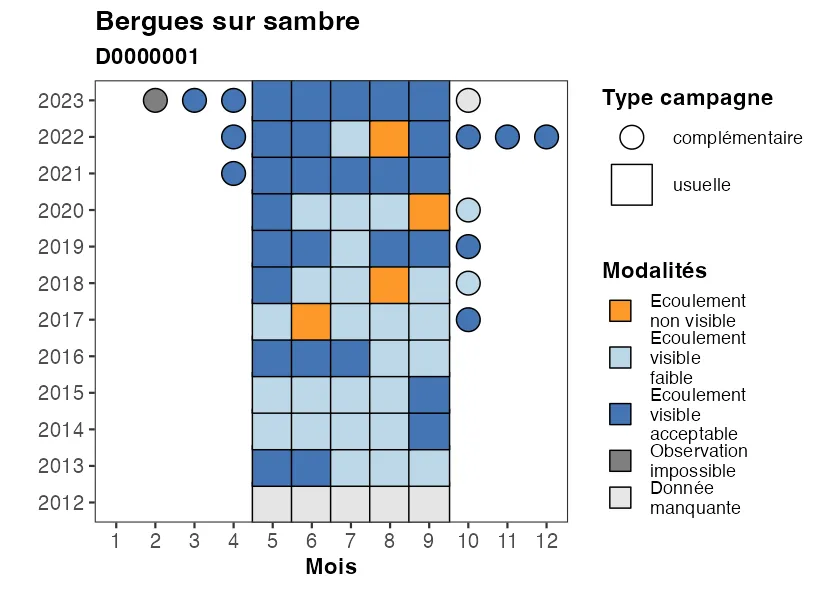 Bergues sur sambre
D0000001
2023
2022
2021
2020
2019
2018
2017
2016
2015
2014
2013
2012
1 2 3 4 5 6 7 8 9 10 11 12
Mois
Type campagne
complémentaire
usuelle
Modalités
Ecoulement
non visible
Ecoulement
visible
faible
Ecoulement
visible
acceptable
Observation
impossible
Donnée
manquante